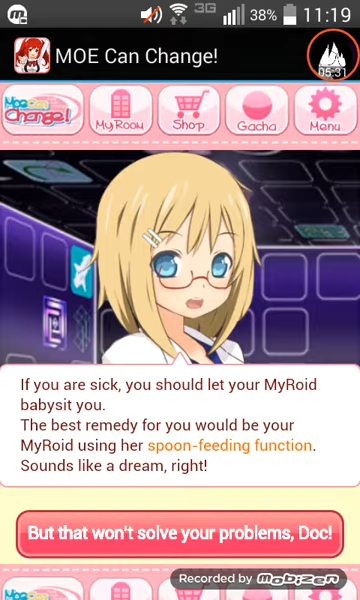 3G 38% 11:19
MOE Can Change!
05:31
Moe Can Change!
MyRoom
Shop
Gacha
Menu
If you are sick, you should let your MyRoid
babysit you.
The best remedy for you would be your
MyRoid using her spoon-feeding function.
Sounds like a dream, right!
But that won't solve your problems, Doc!
Recorded by Mobizen